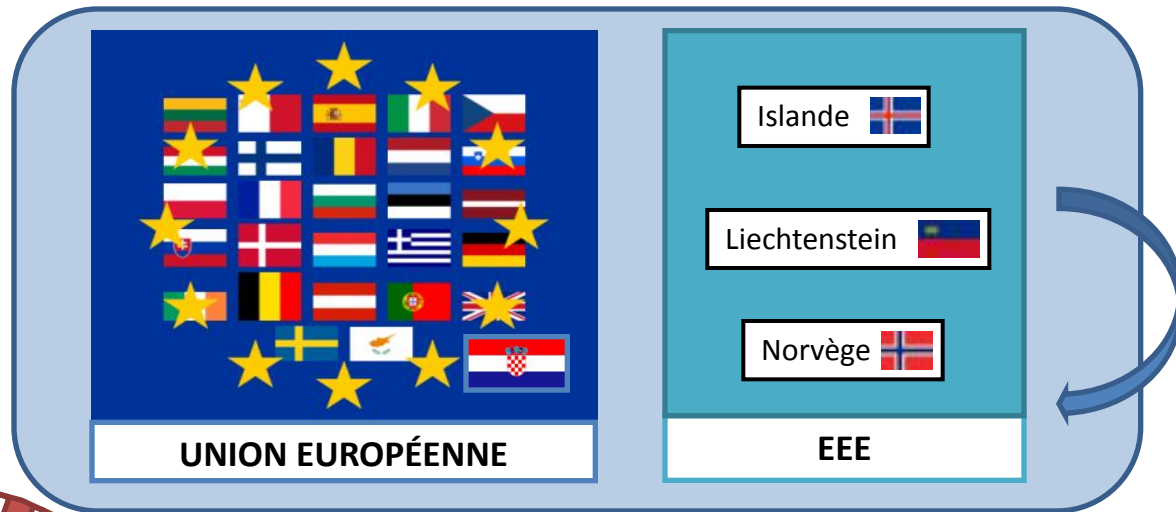 Islande
Liechtenstein
Norvège
UNION EUROPÉENNE
EEE